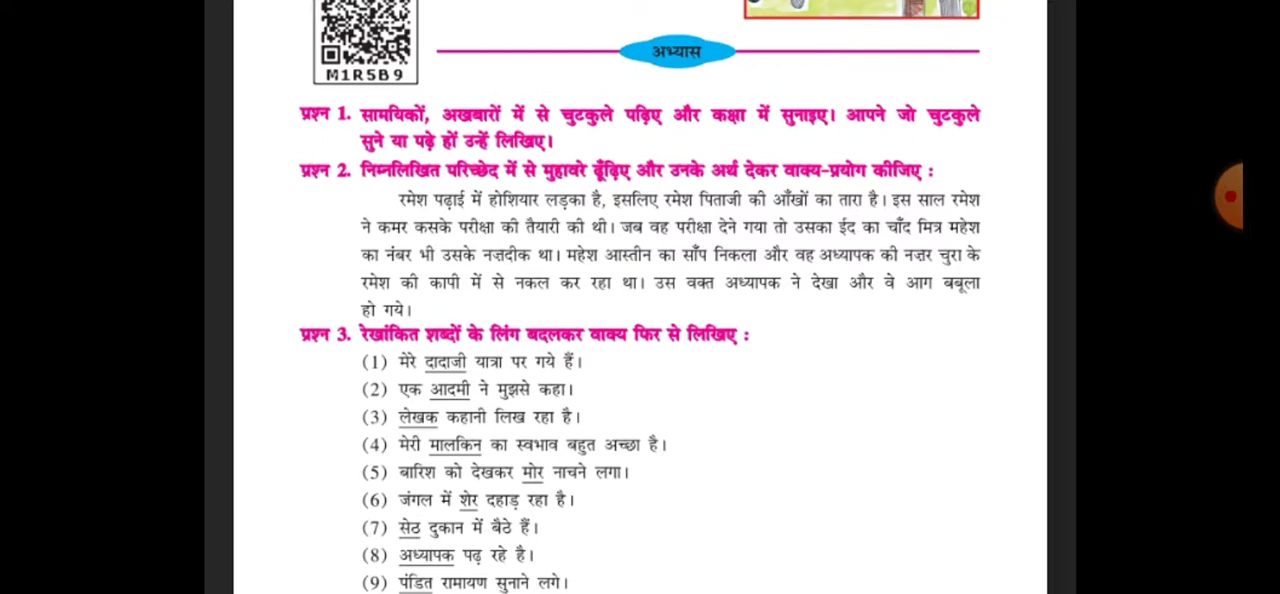 M1R5B9
अभ्यास
प्रश्न 1. सामयिकों, अखबारों में से चुटकुले पढ़िए और कक्षा में सुनाइए। आपने जो चुटकुले
सुने या पढ़े हों उन्हें लिखिए।
प्रश्न 2. निम्नलिखित परिच्छेद में से मुहावरे ढूँढ़िए और उनके अर्थ देकर वाक्य-प्रयोग कीजिए :
रमेश पढ़ाई में होशियार लड़का है, इसलिए रमेश पिताजी की आँखों का तारा है। इस साल रमेश
ने कमर कसके परीक्षा की तैयारी की थी। जब वह परीक्षा देने गया तो उसका ईद का चाँद मित्र महेश
का नंबर भी उसके नज़दीक था। महेश आस्तीन का साँप निकला और वह अध्यापक की नज़र चुरा के
रमेश की कापी में से नकल कर रहा था। उस वक्त अध्यापक ने देखा और वे आग बबूला
हो गये।
प्रश्न 3. रेखांकित शब्दों के लिंग बदलकर वाक्य फिर से लिखिए :
(1) मेरे दादाजी यात्रा पर गये हैं।
(2) एक आदमी ने मुझसे कहा।
(3) लेखक कहानी लिख रहा है।
(4) मेरी मालकिन का स्वभाव बहुत अच्छा है।
(5) बारिश को देखकर मोर नाचने लगा।
(6) जंगल में शेर दहाड़ रहा है।
(7) सेठ दुकान में बैठे हैं।
(8) अध्यापक पढ़ रहे है।
(9) पंडित रामायण सुनाने लगे।